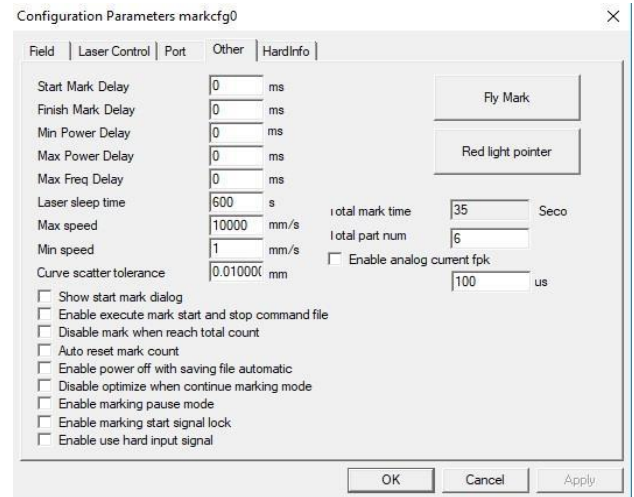 Configuration Parameters markcfg0
Field Laser Control Port Other HardInfo
Start Mark Delay 0 ms
Finish Mark Delay 0 ms
Min Power Delay 0 ms
Max Power Delay 0 ms
Max Freq Delay 0 ms
Laser sleep time 600 s
Max speed 10000 mm/s
Min speed 1 mm/s
Curve scatter tolerance 0.01000( mm
Fly Mark
Red light pointer
Total mark time 35 Seco
Total part num 6
Enable analog current fpk
100 us
Show start mark dialog
Enable execute mark start and stop command file
Disable mark when reach total count
Auto reset mark count
Enable power off with saving file automatic
Disable optimize when continue marking mode
Enable marking pause mode
Enable marking start signal lock
Enable use hard input signal
OK Cancel Apply